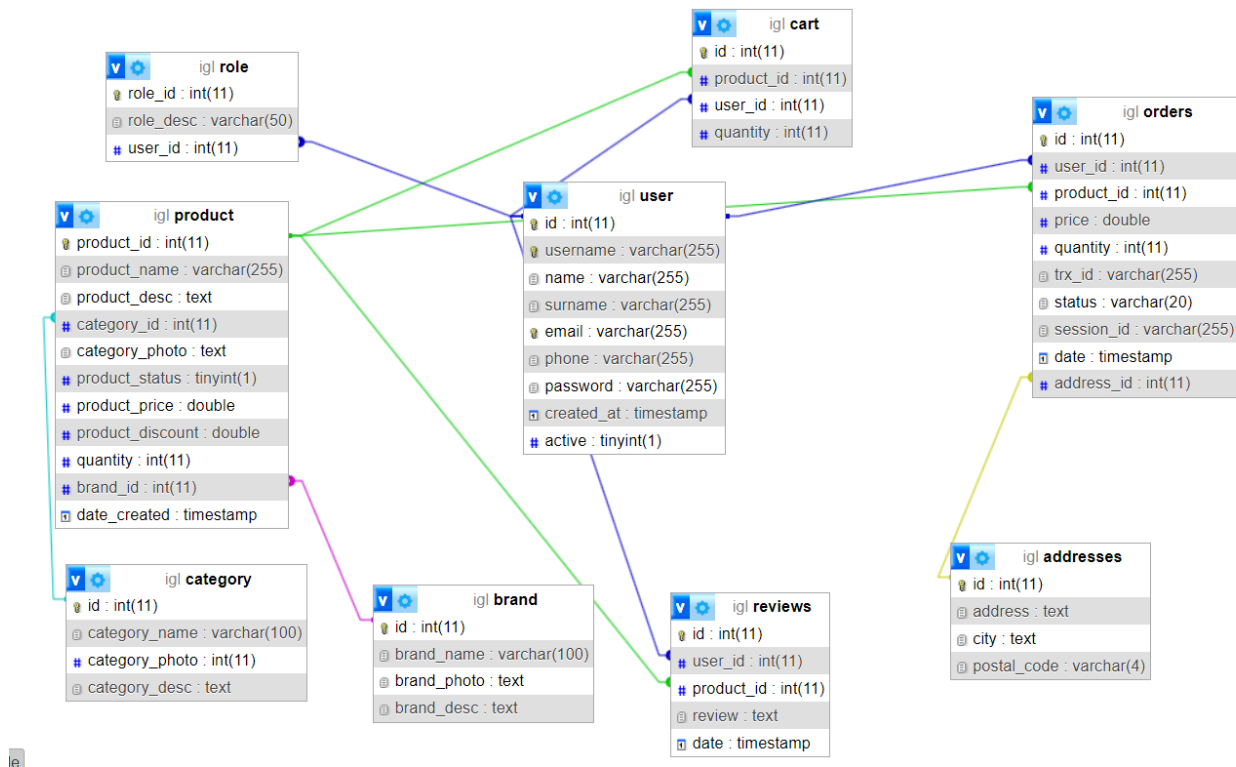 igl cart
id : int(11)
product_id : int(11)
user_id : int(11)
quantity : int(11)
igl role
role_id : int(11)
role_desc : varchar(50)
user_id : int(11)
igl orders
id : int(11)
user_id : int(11)
product_id : int(11)
price : double
quantity : int(11)
trx_id : varchar(255)
status : varchar(20)
session_id : varchar(255)
date : timestamp
address_id : int(11)
igl user
id : int(11)
username : varchar(255)
name : varchar(255)
surname : varchar(255)
email : varchar(255)
phone : varchar(255)
password : varchar(255)
created_at : timestamp
active : tinyint(1)
igl product
product_id : int(11)
product_name : varchar(255)
product_desc : text
category_id : int(11)
category_photo : text
product_status : tinyint(1)
product_price : double
product_discount : double
quantity : int(11)
brand_id : int(11)
date_created : timestamp
igl category
id : int(11)
category_name : varchar(100)
category_photo : int(11)
category_desc : text
igl brand
id : int(11)
brand_name : varchar(100)
brand_photo : text
brand_desc : text
igl reviews
id : int(11)
user_id : int(11)
product_id : int(11)
review : text
date : timestamp
igl addresses
id : int(11)
address : text
city : text
postal_code : varchar(4)